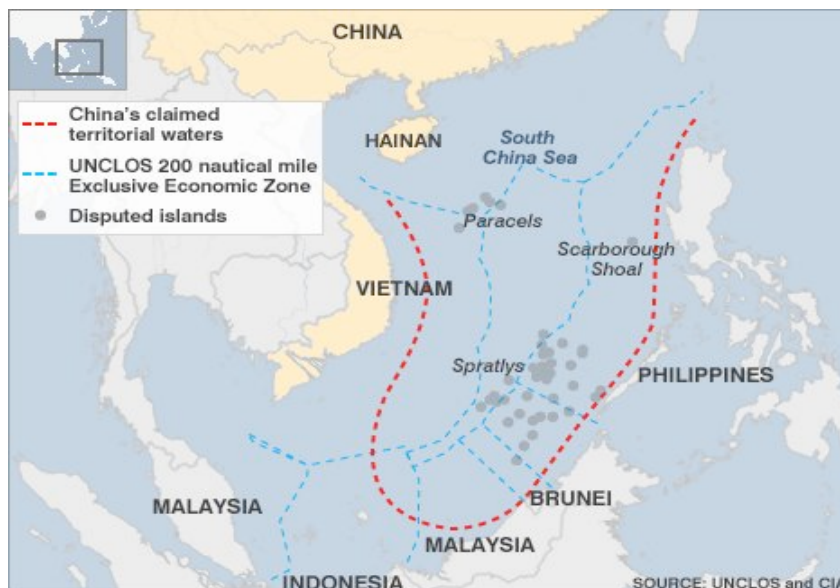 CHINA
China's claimed
territorial waters
UNCLOS 200 nautical mile
Exclusive Economic Zone
Disputed islands
HAINAN
South
China Sea
Paracels
Scarborough
Shoal
VIETNAM
Spratlys
PHILIPPINES
MALAYSIA
BRUNEI
MALAYSIA
INDONESIA
SOURCE: UNCLOS and CIA